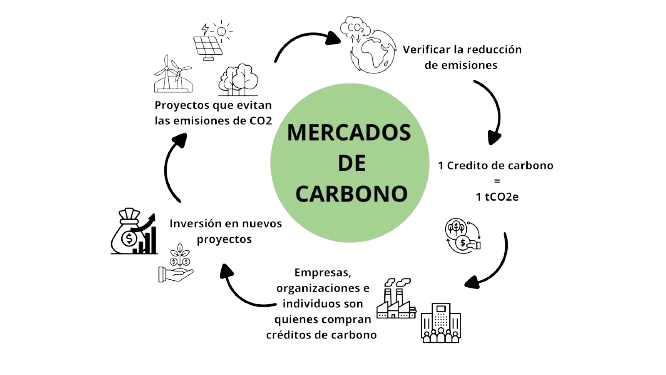 MERCADOS
DE
CARBONO
Proyectos que evitan
las emisiones de CO2
CO₂
Verificar la reducción
de emisiones
1 Credito de carbono
=
1 tCO2e
Empresas,
organizaciones e
individuos son
quienes compran
créditos de carbono
Inversión en nuevos
proyectos